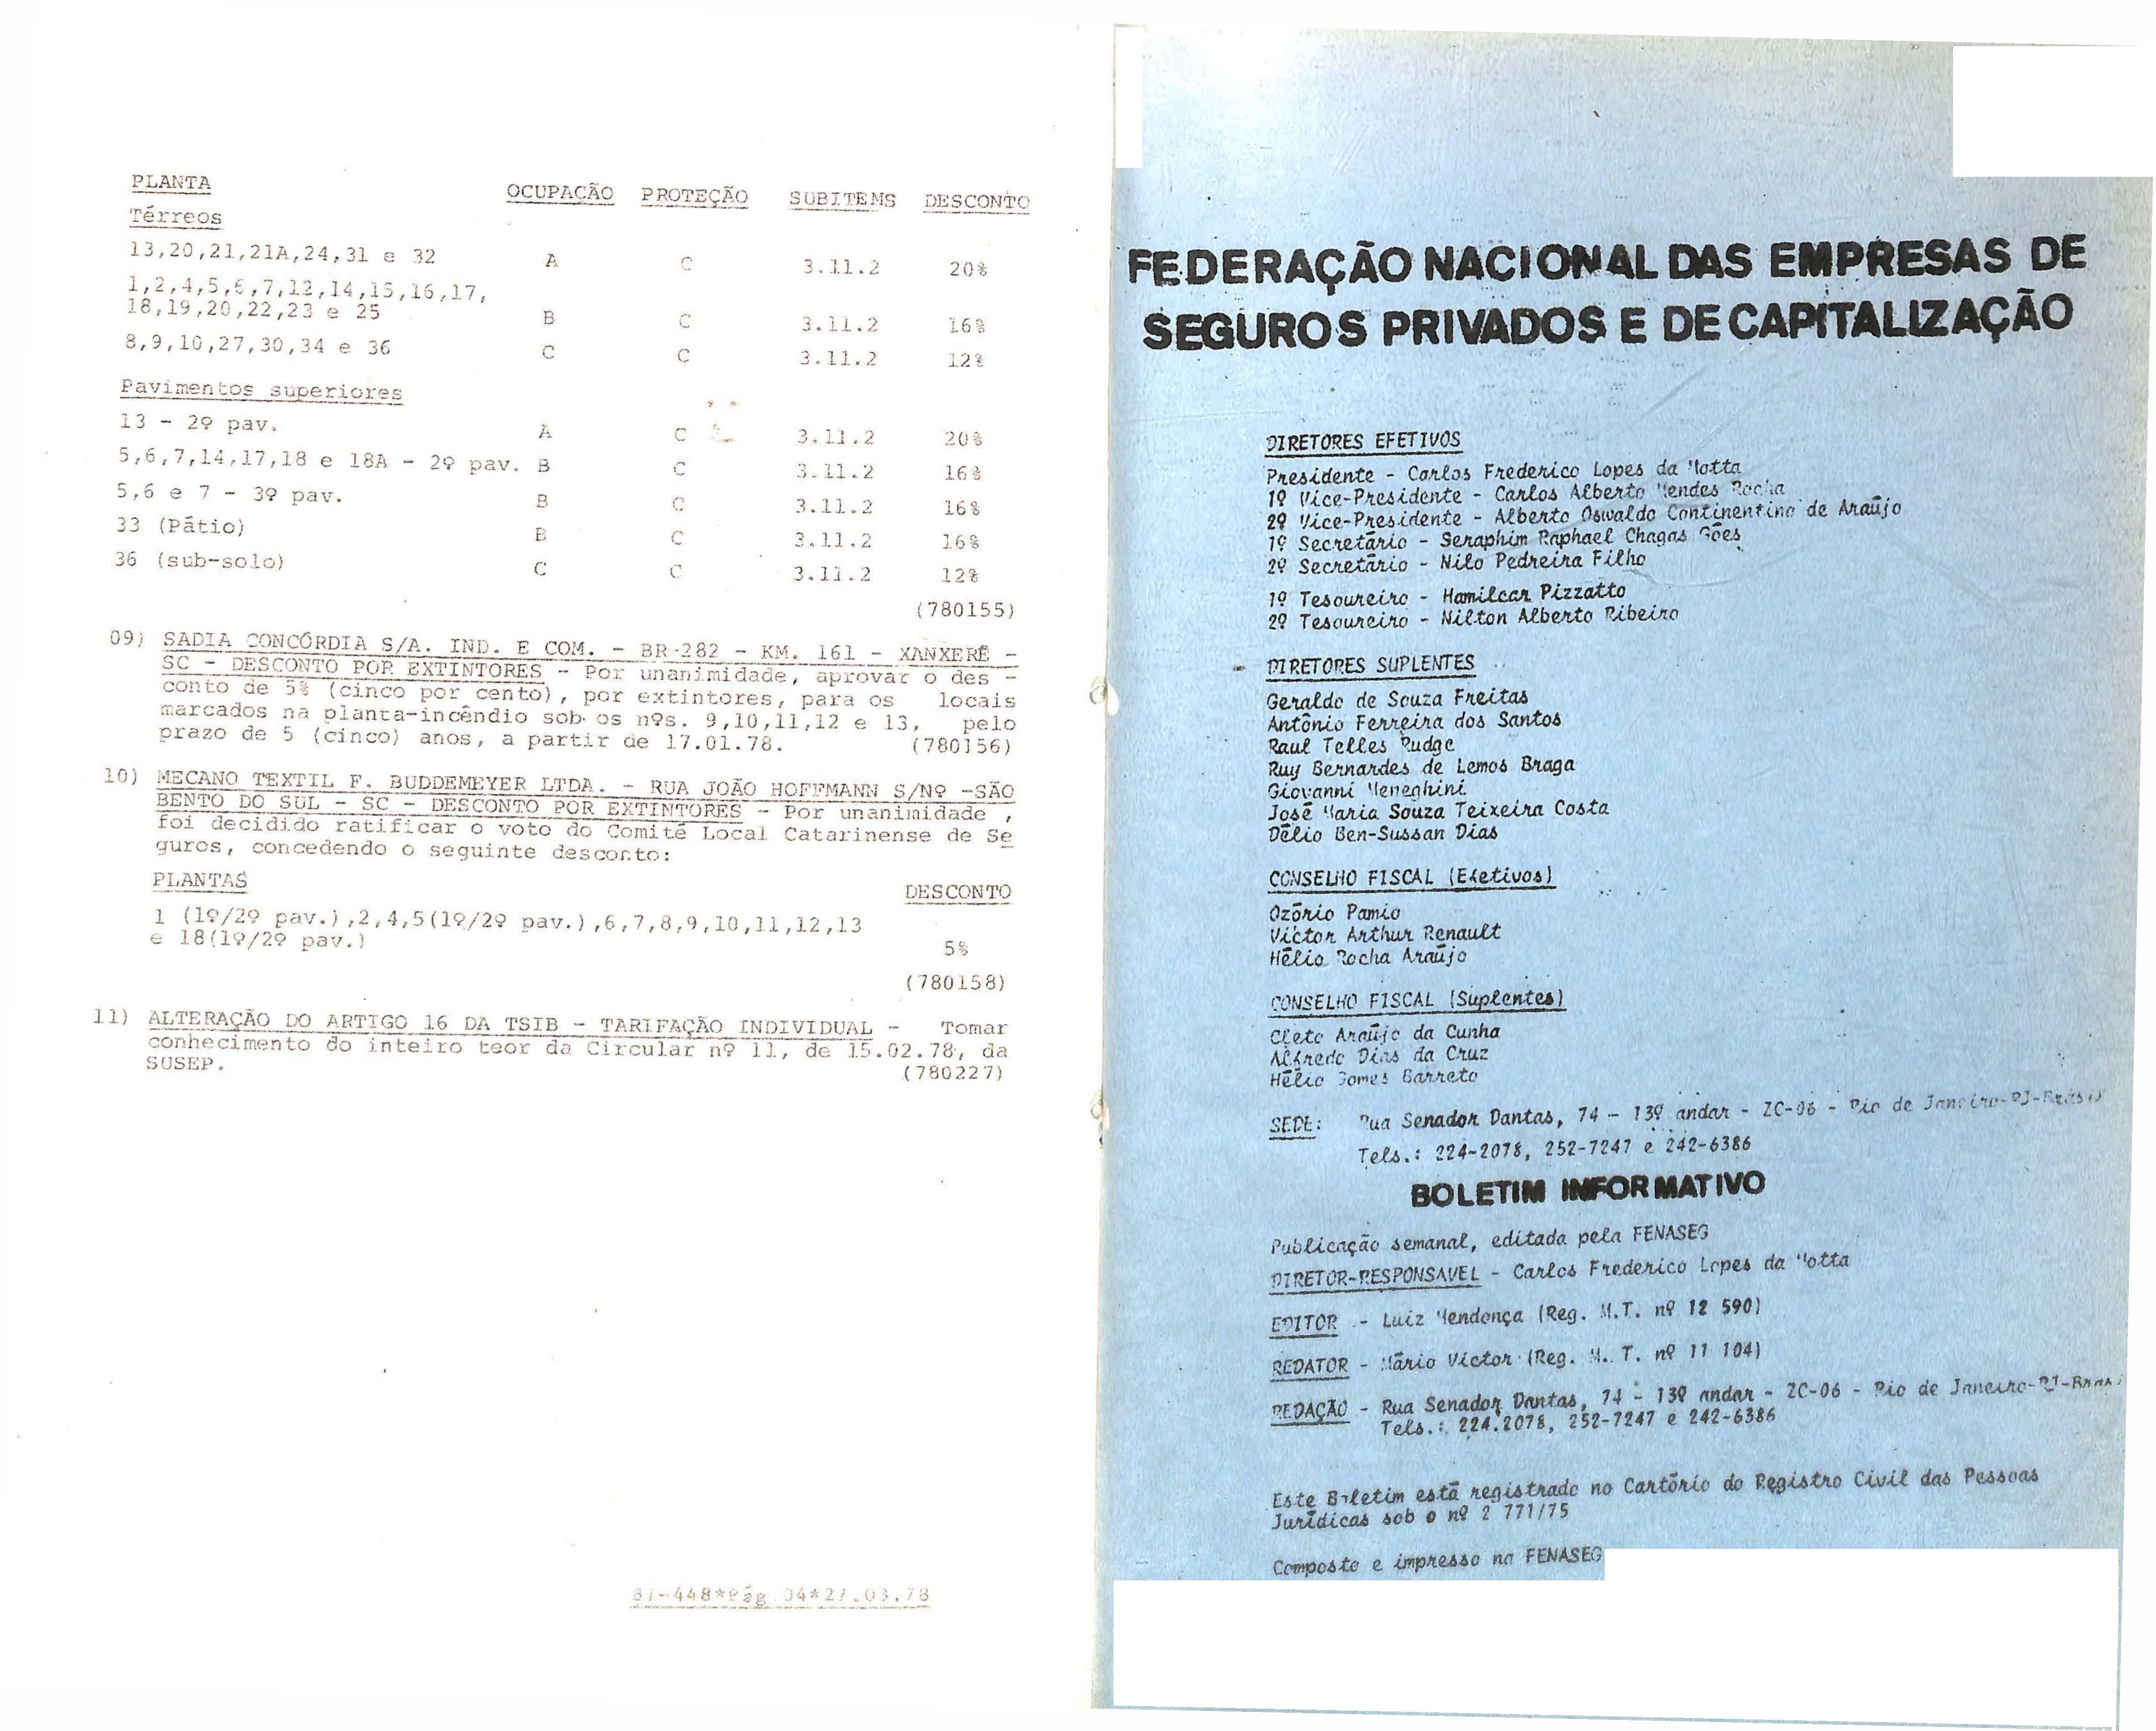 PLANTA OCUPAÇÃO PROTEÇÃO SUBITEMS DESCONTO
Térreos
13,20,21,21A,24,31 e 32 A C 3.11.2 20%
1,2,4,5,6,7,12,14,15,16,17,
18,19,20,22,23 e 25 B C 3.11.2 16%
8,9,10,27,30,34 e 36 C C 3.11.2 12%
Pavimentos superiores
13 - 2º pav. A C 3.11.2 20%
5,6,7,14,17,18 e 18A - 2º pav. B C 3.11.2 16%
5,6 e 7 - 3º pav. B C 3.11.2 16%
33 (Pátio) B C 3.11.2 16%
36 (sub-solo) C C 3.11.2 12%
(780155)
09) SADIA CONCÓRDIA S/A. IND. E COM. - BR-282 - KM. 161 - XANXERÊ -
SC - DESCONTO POR EXTINTORES - Por unanimidade, aprovar o des -
conto de 5% (cinco por cento), por extintores, para os locais
marcados na planta-incêndio sob os nºs. 9,10,11,12 e 13, pelo
prazo de 5 (cinco) anos, a partir de 17.01.78. (780156)
10) MECANO TEXTIL F. BUDDEMEYER LTDA. - RUA JOÃO HOFFMANN S/Nº -SÃO
BENTO DO SUL - SC - DESCONTO POR EXTINTORES - Por unanimidade ,
foi decidido ratificar o voto do Comitê Local Catarinense de Se
guros, concedendo o seguinte desconto:
PLANTAS DESCONTO
1 (1º/2º pav.),2,4,5(1º/2º pav.),6,7,8,9,10,11,12,13
e 18(1º/2º pav.) 5%
(780158)
11) ALTERAÇÃO DO ARTIGO 16 DA TSIB - TARIFAÇÃO INDIVIDUAL - Tomar
conhecimento do inteiro teor da Circular nº 11, de 15.02.78, da
SUSEP. (780227)
BI-448*Pág.04*27.03.78
FEDERAÇÃO NACIONAL DAS EMPRESAS DE
SEGUROS PRIVADOS E DE CAPITALIZAÇÃO
DIRETORES EFETIVOS
Presidente - Carlos Frederico Lopes da Motta
1º Vice-Presidente - Carlos Alberto Mendes Rocha
2º Vice-Presidente - Alberto Oswaldo Continentino de Araújo
1º Secretário - Seraphim Raphael Chagas Góes
2º Secretário - Nilo Pedreira Filho
1º Tesoureiro - Hamilcar Pizzatto
2º Tesoureiro - Nilton Alberto Ribeiro
DIRETORES SUPLENTES
Geraldo de Souza Freitas
Antônio Ferreira dos Santos
Raul Telles Rudge
Ruy Bernardes de Lemos Braga
Giovanni Meneghini
José Maria Souza Teixeira Costa
Délio Ben-Sussan Dias
CONSELHO FISCAL (Efetivos)
Ozório Pamio
Victor Arthur Renault
Hélio Rocha Araújo
CONSELHO FISCAL (Suplentes)
Cleto Araújo da Cunha
Alfredo Dias da Cruz
Hélio Gomes Barreto
SEDE: Rua Senador Dantas, 74 - 13º andar - ZC-06 - Rio de Janeiro-RJ-Brasil
Tels.: 224-2078, 252-7247 e 242-6386
BOLETIM INFORMATIVO
Publicação semanal, editada pela FENASEG
DIRETOR-RESPONSAVEL - Carlos Frederico Lopes da Motta
EDITOR - Luiz Mendonça (Reg. M.T. nº 12 590)
REDATOR - Mário Victor (Reg. M. T. nº 11 104)
REDAÇÃO - Rua Senador Dantas, 74 - 13º andar - ZC-06 - Rio de Janeiro-RJ-Brasi
Tels.: 224.2078, 252-7247 e 242-6386
Este Boletim está registrado no Cartório do Registro Civil das Pessoas
Jurídicas sob o nº 2 771/75
Composto e impresso na FENASEG